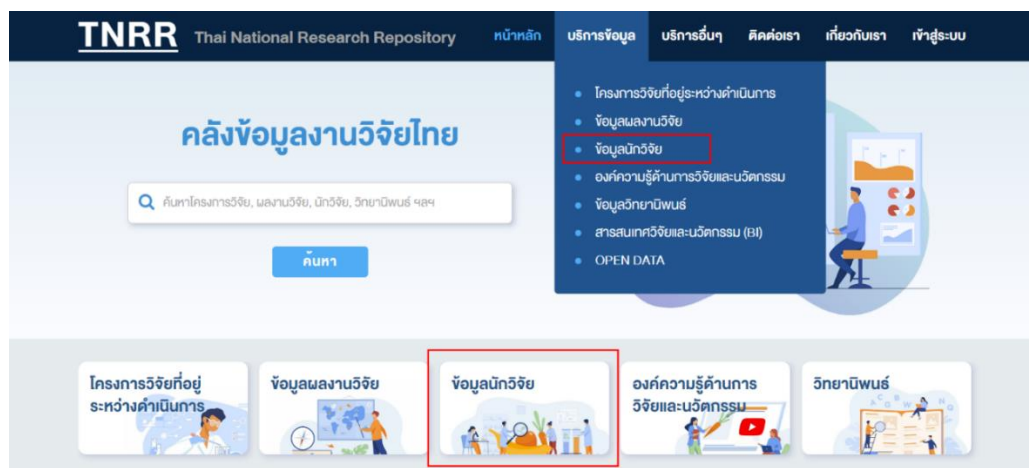 TNRR Thai National Research Repository หน้าหลัก บริการข้อมูล บริการอื่นๆ ติดต่อเรา เกี่ยวกับเรา เข้าสู่ระบบ
โครงการวิจัยที่อยู่ระหว่างดำเนินการ
ข้อมูลผลงานวิจัย
ข้อมูลนักวิจัย
องค์ความรู้ด้านการวิจัยและนวัตกรรม
ข้อมูลวิทยานิพนธ์
สารสนเทศวิจัยและนวัตกรรม (BI)
OPEN DATA
คลังข้อมูลงานวิจัยไทย
ค้นหาโครงการวิจัย, ผลงานวิจัย, นักวิจัย, วิทยานิพนธ์ ฯลฯ
ค้นหา
โครงการวิจัยที่อยู่
ระหว่างดำเนินการ
ข้อมูลผลงานวิจัย
ข้อมูลนักวิจัย
องค์ความรู้ด้านการ
วิจัยและนวัตกรรม
วิทยานิพนธ์